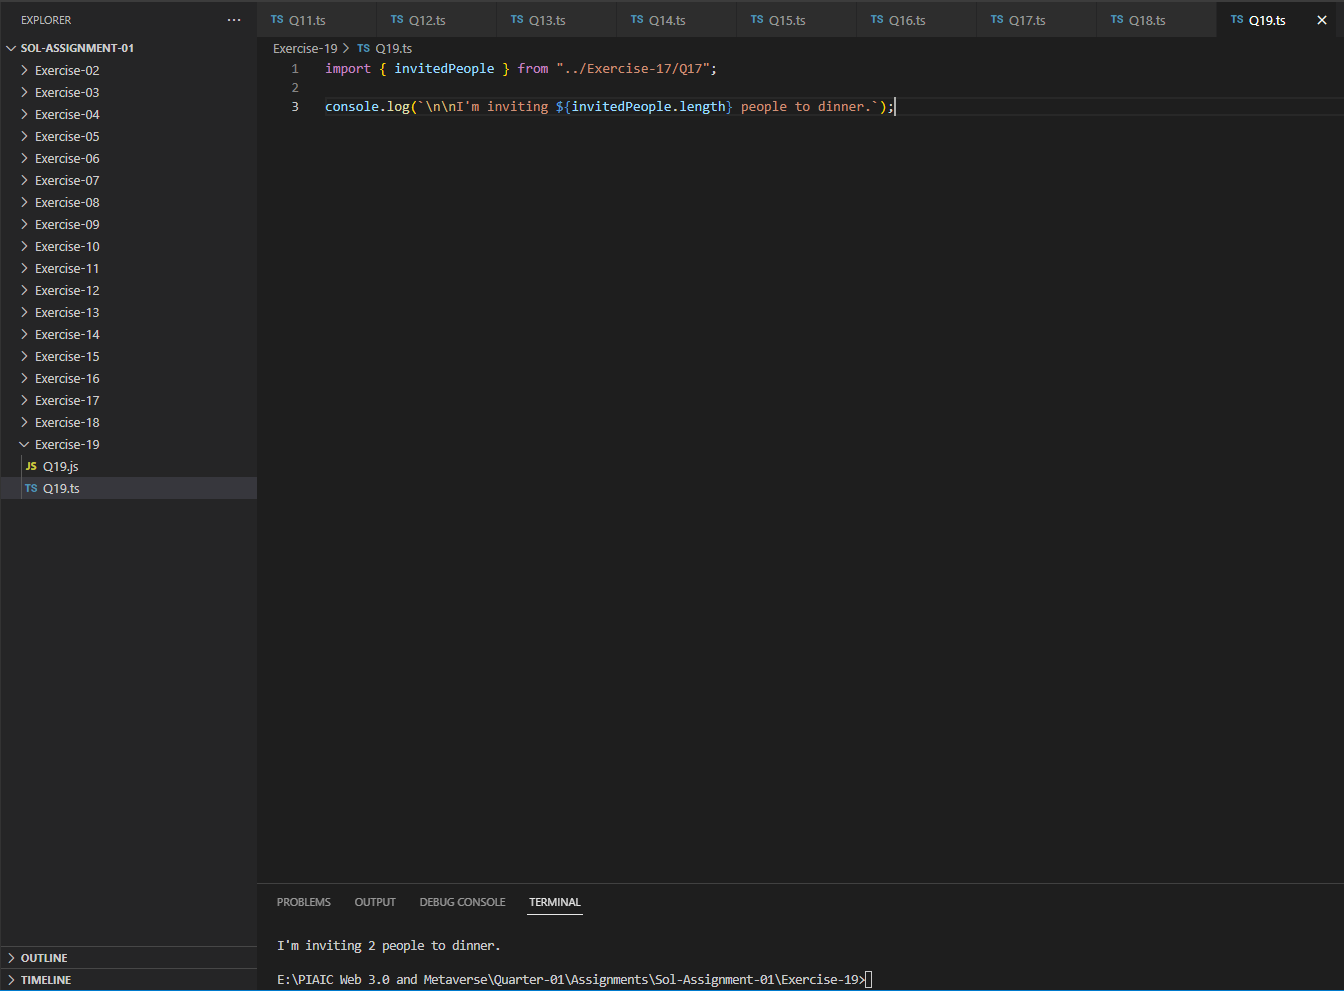 EXPLORER
SOL-ASSIGNMENT-01
Exercise-02
Exercise-03
Exercise-04
Exercise-05
Exercise-06
Exercise-07
Exercise-08
Exercise-09
Exercise-10
Exercise-11
Exercise-12
Exercise-13
Exercise-14
Exercise-15
Exercise-16
Exercise-17
Exercise-18
Exercise-19
JS Q19.js
TS Q19.ts
OUTLINE
TIMELINE
TS Q11.ts TS Q12.ts TS Q13.ts TS Q14.ts TS Q15.ts TS Q16.ts TS Q17.ts TS Q18.ts TS Q19.ts
Exercise-19 > TS Q19.ts
1 import { invitedPeople } from "../Exercise-17/Q17";
2
3 console.log(`\n\nI'm inviting ${invitedPeople.length} people to dinner.`);
PROBLEMS OUTPUT DEBUG CONSOLE TERMINAL
I'm inviting 2 people to dinner.
E:\PIAIC Web 3.0 and Metaverse\Quarter-01\Assignments\Sol-Assignment-01\Exercise-19>